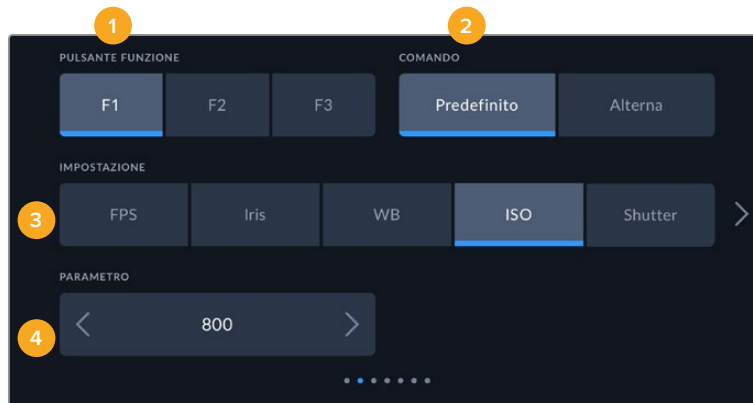 1
2
PULSANTE FUNZIONE
COMANDO
F1
F2
F3
Predefinito
Alterna
IMPOSTAZIONE
3
FPS
Iris
WB
ISO
Shutter
PARAMETRO
4
800